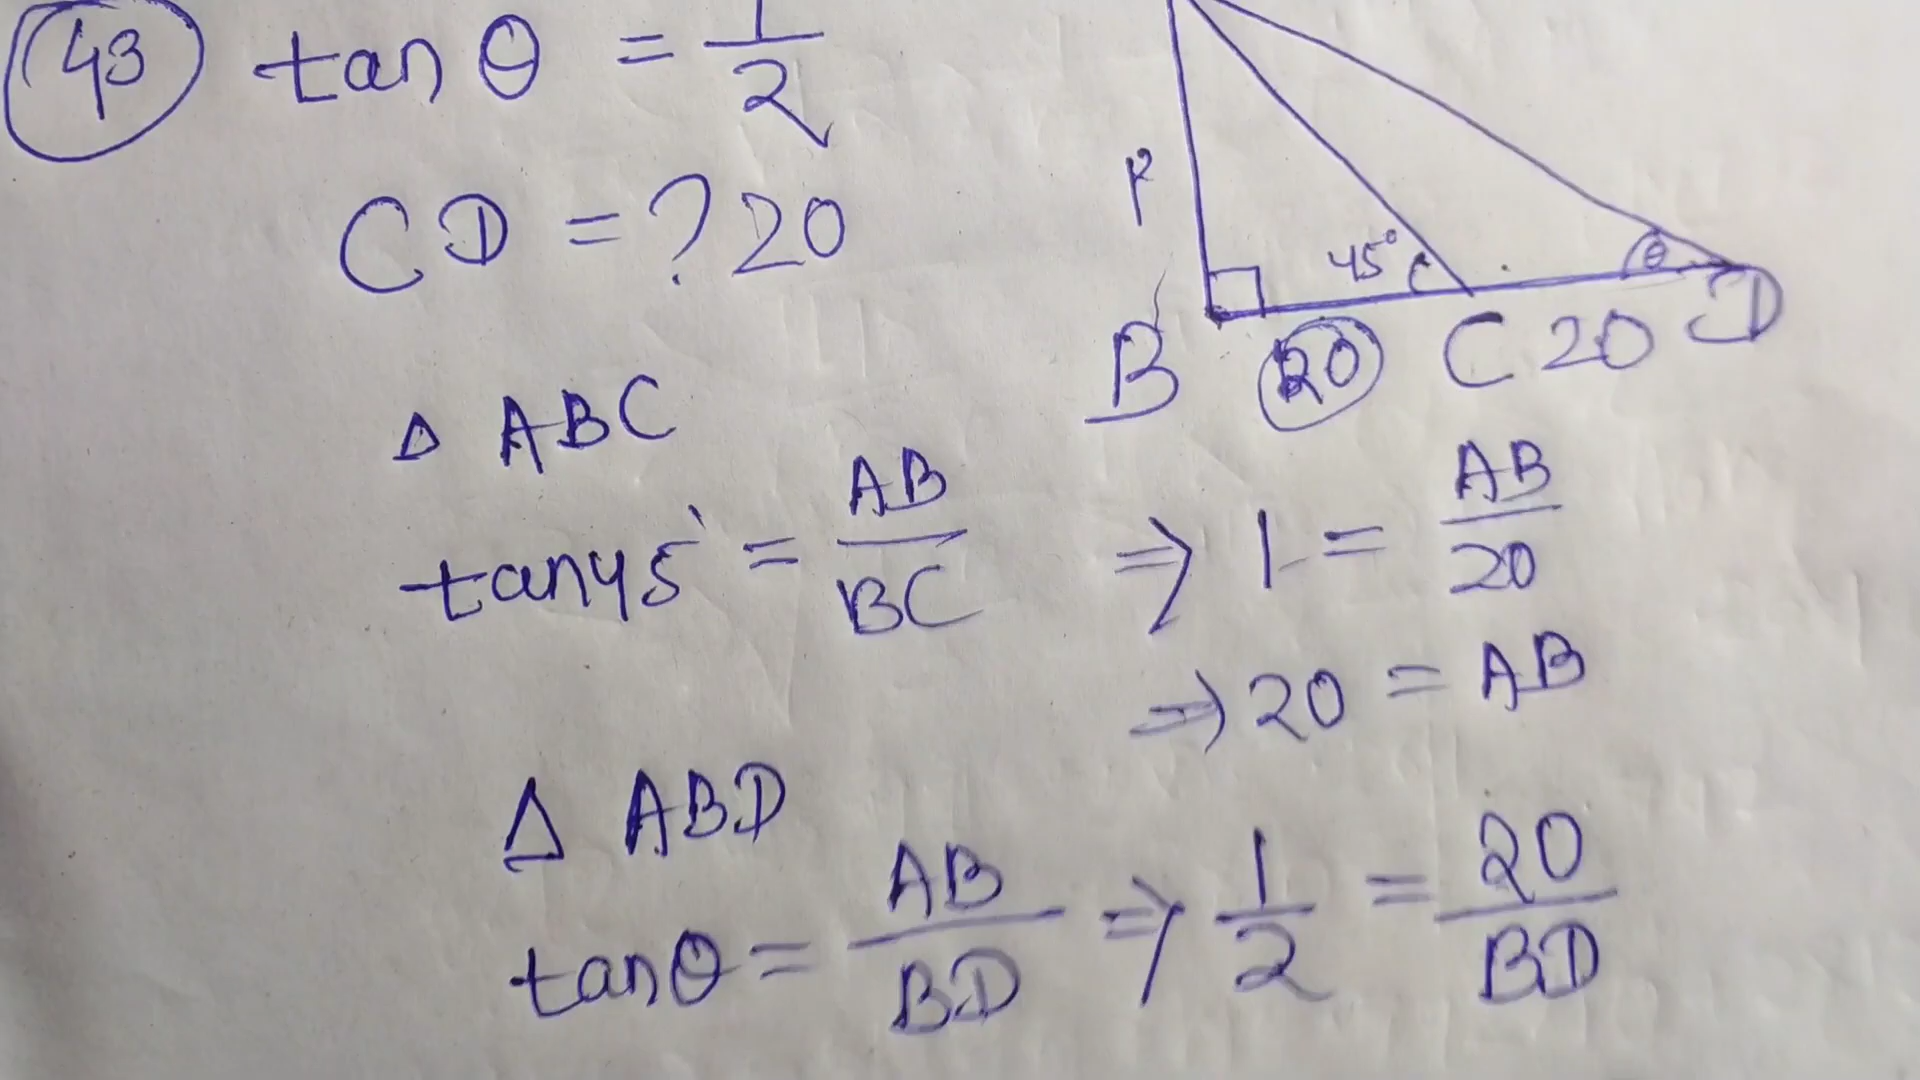 43 tan θ = 1/2
CD = ? 20
P
45° θ
B 20 C 20 D
Δ ABC
tan45° = AB/BC ⇒ 1 = AB/20
⇒ 20 = AB
Δ ABD
tanθ = AB/BD ⇒ 1/2 = 20/BD